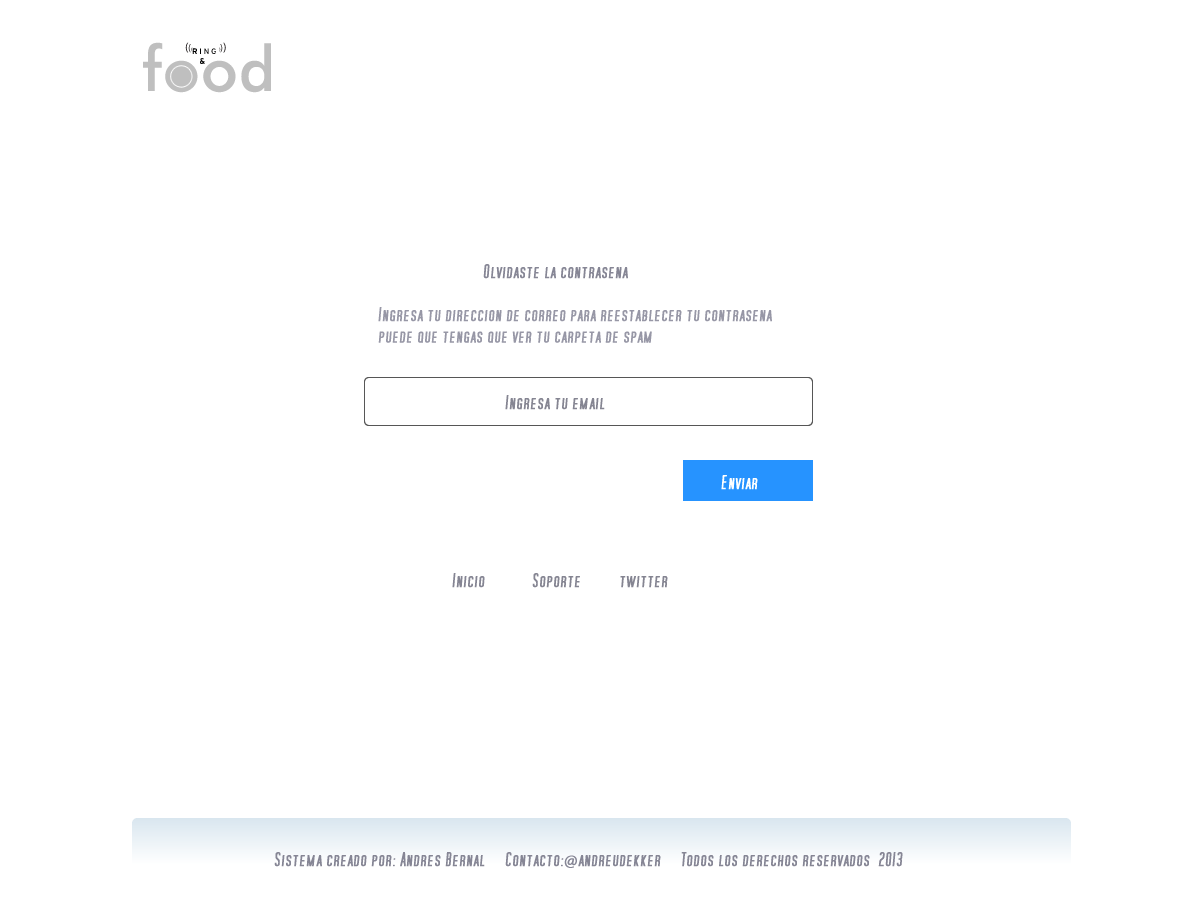 RING
&
food
Olvidaste la contrasena
Ingresa tu direccion de correo para reestablecer tu contrasena
puede que tengas que ver tu carpeta de spam
Ingresa tu email
Enviar
Inicio Soporte twitter
Sistema creado por: Andres Bernal Contacto:@andreudekker Todos los derechos reservados 2013